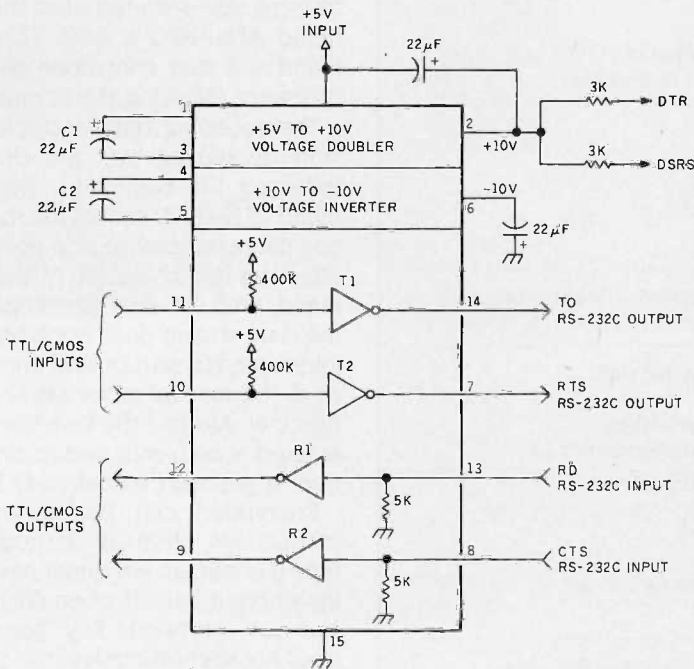 +5V
INPUT
22µF
+
1
+
C1
22µF
3
4
+
C2
22µF
5
+5V TO +10V
VOLTAGE DOUBLER
+10V TO -10V
VOLTAGE INVERTER
2
+10V
3K
DTR
3K
DSRS
-10V
6
22µF
+
+5V
400K
T1
11
14
TO
RS-232C OUTPUT
TTL/CMOS
INPUTS
+5V
400K
T2
10
7
RTS
RS-232C OUTPUT
R1
12
13
RD
RS-232C INPUT
5K
TTL/CMOS
OUTPUTS
R2
9
8
CTS
RS-232C INPUT
5K
15